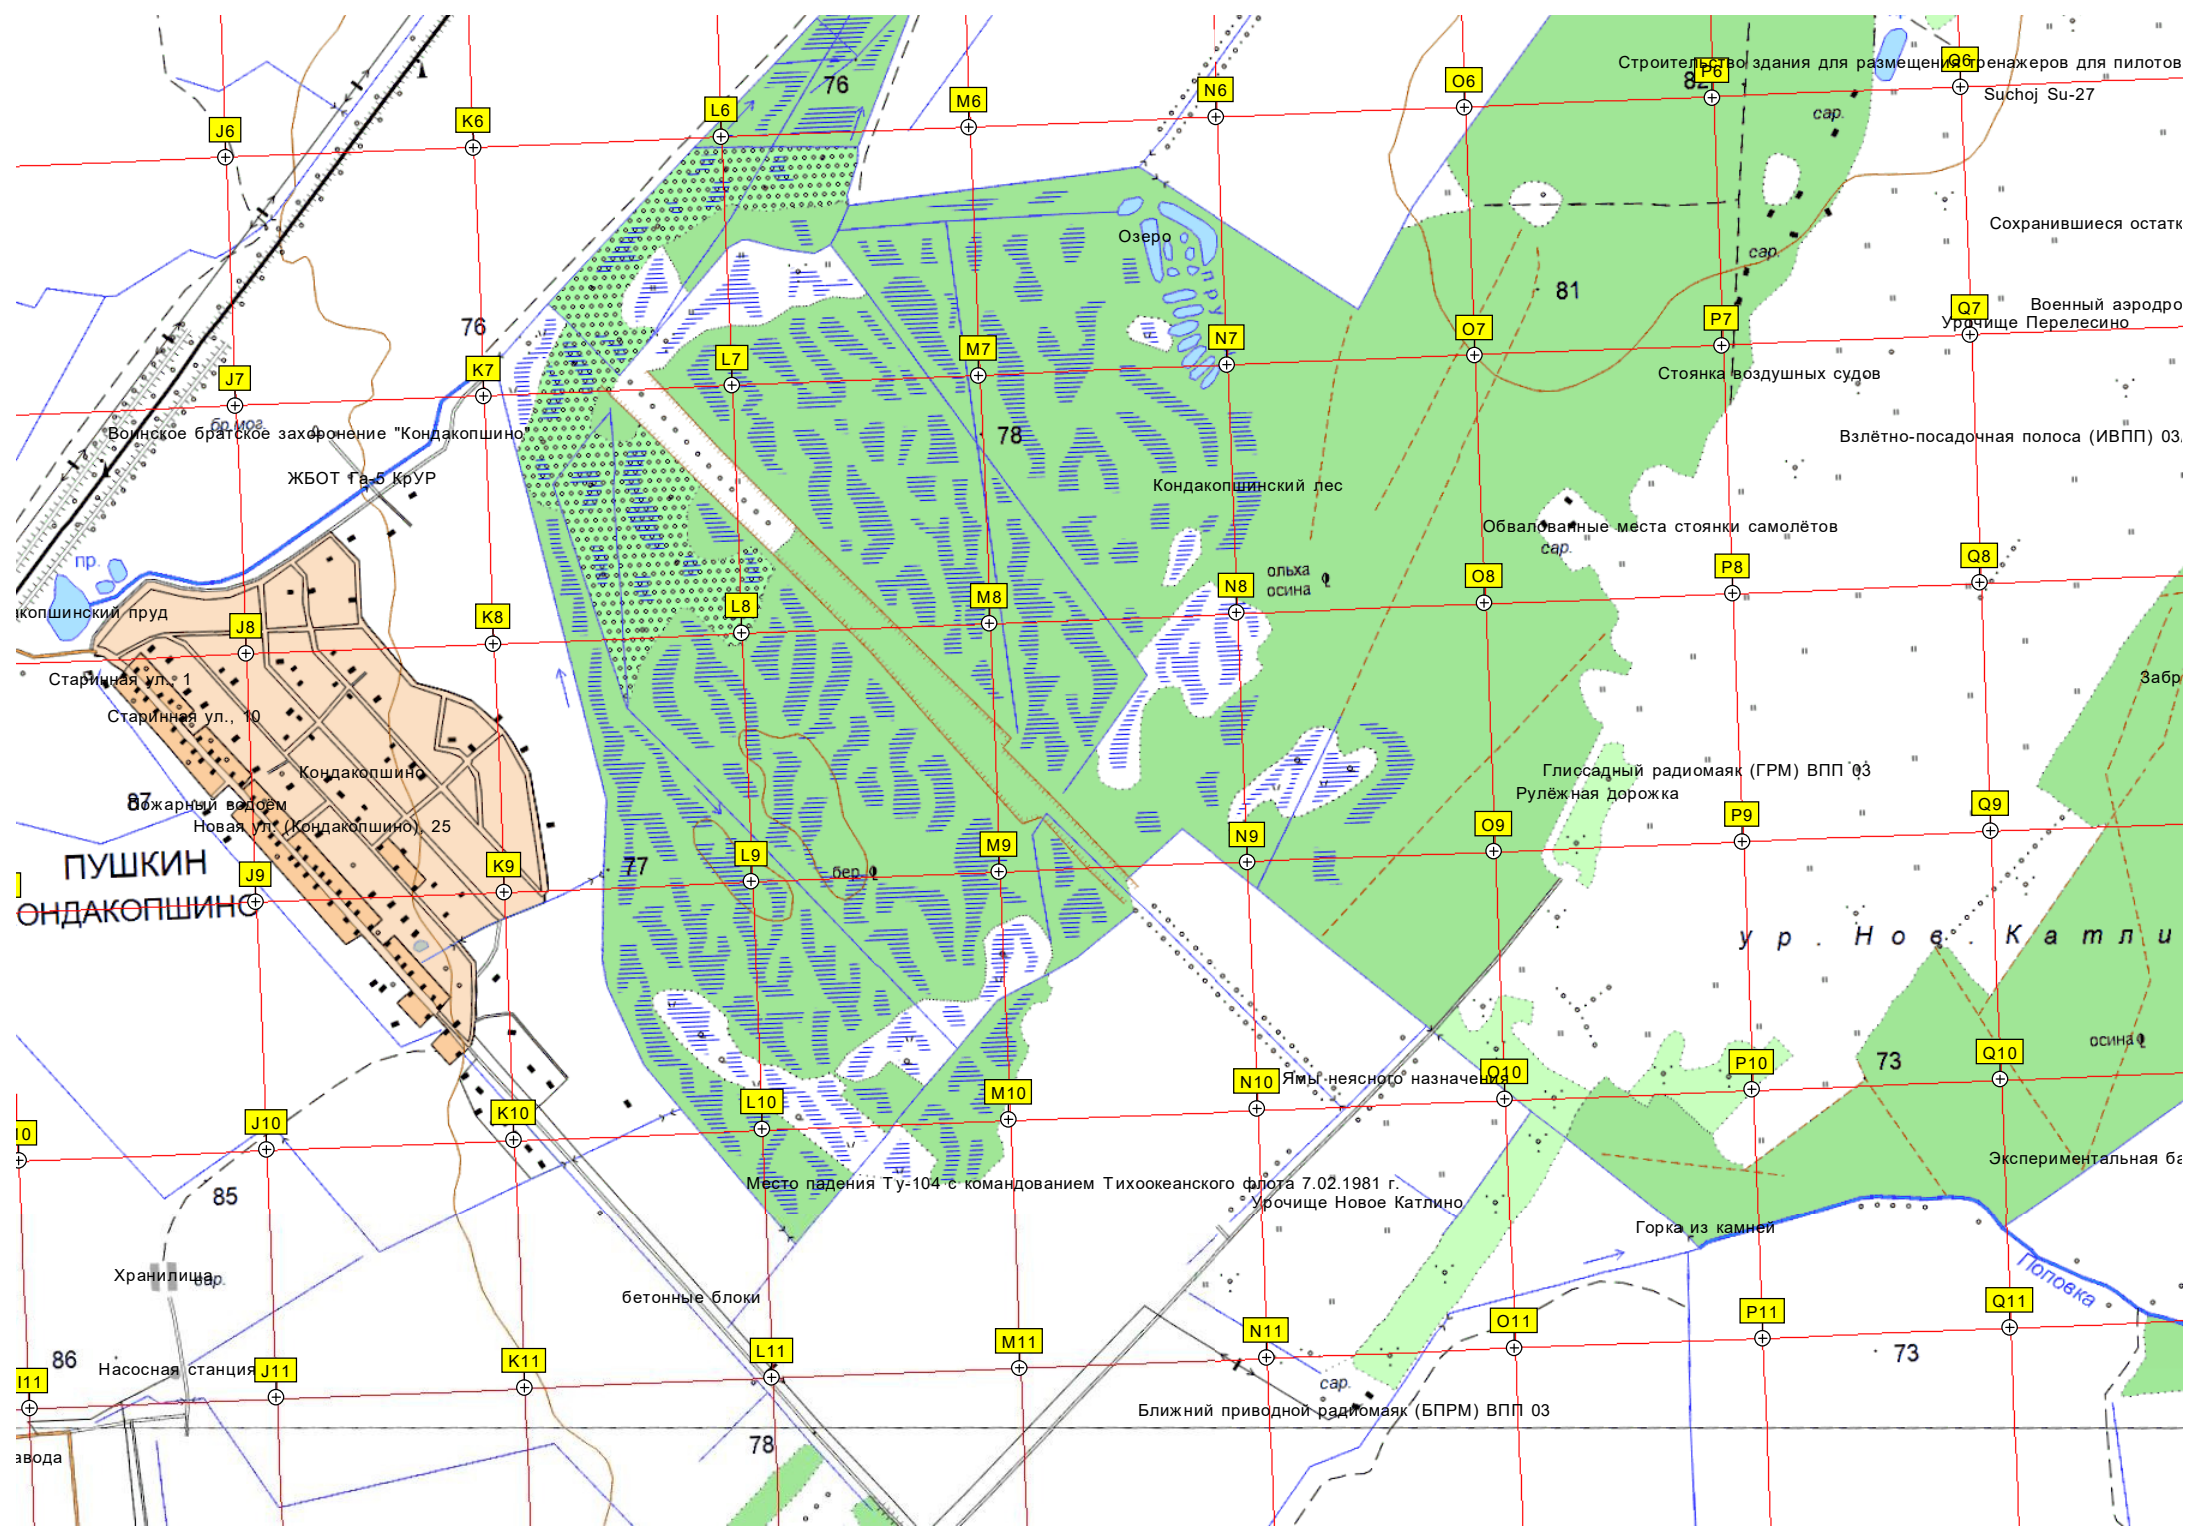 Строительство здания для размещения тренажеров для пилотов
P6
Q6
O6
76
82
N6
M6
L6
K6
J6
Suchoj Su-27
сар.
Озеро
сар.
Сохранившиеся остатк
81
76
Военный аэродро
Q7
Урочище Перелесино
P7
O7
N7
M7
L7
K7
J7
Стоянка воздушных судов
бр.мог.
Воинское братское захоронение "Кондакопшино"
78
Взлётно-посадочная полоса (ИВПП) 03
ЖБОТ Га-5 КрУР
Кондакопшинский лес
Обвалованные места стоянки самолётов
сар.
пр.
ольха
осина
Q8
P8
O8
N8
M8
L8
K8
J8
копшинский пруд
Старинная ул., 1
Забр
Старинная ул., 10
Кондакопшино
Глиссадный радиомаяк (ГРМ) ВПП 03
Рулёжная дорожка
87
Пожарный водоём
Новая ул. (Кондакопшино), 25
Q9
P9
O9
N9
M9
L9
K9
J9
77
бер.
ПУШКИН
ОНДАКОПШИНО
ур. Нов. Катли
осина
73
Q10
P10
O10
N10
Ямы неясного назначения
M10
L10
K10
J10
10
Экспериментальная ба
Место падения Ту-104 с командованием Тихоокеанского флота 7.02.1981 г.
85
Урочище Новое Катлино
Горка из камней
Хранилища
сар.
Поповка
бетонные блоки
Q11
P11
O11
N11
M11
L11
K11
J11
I11
86
Насосная станция
73
сар.
Ближний приводной радиомаяк (БПРМ) ВПП 03
78
авода